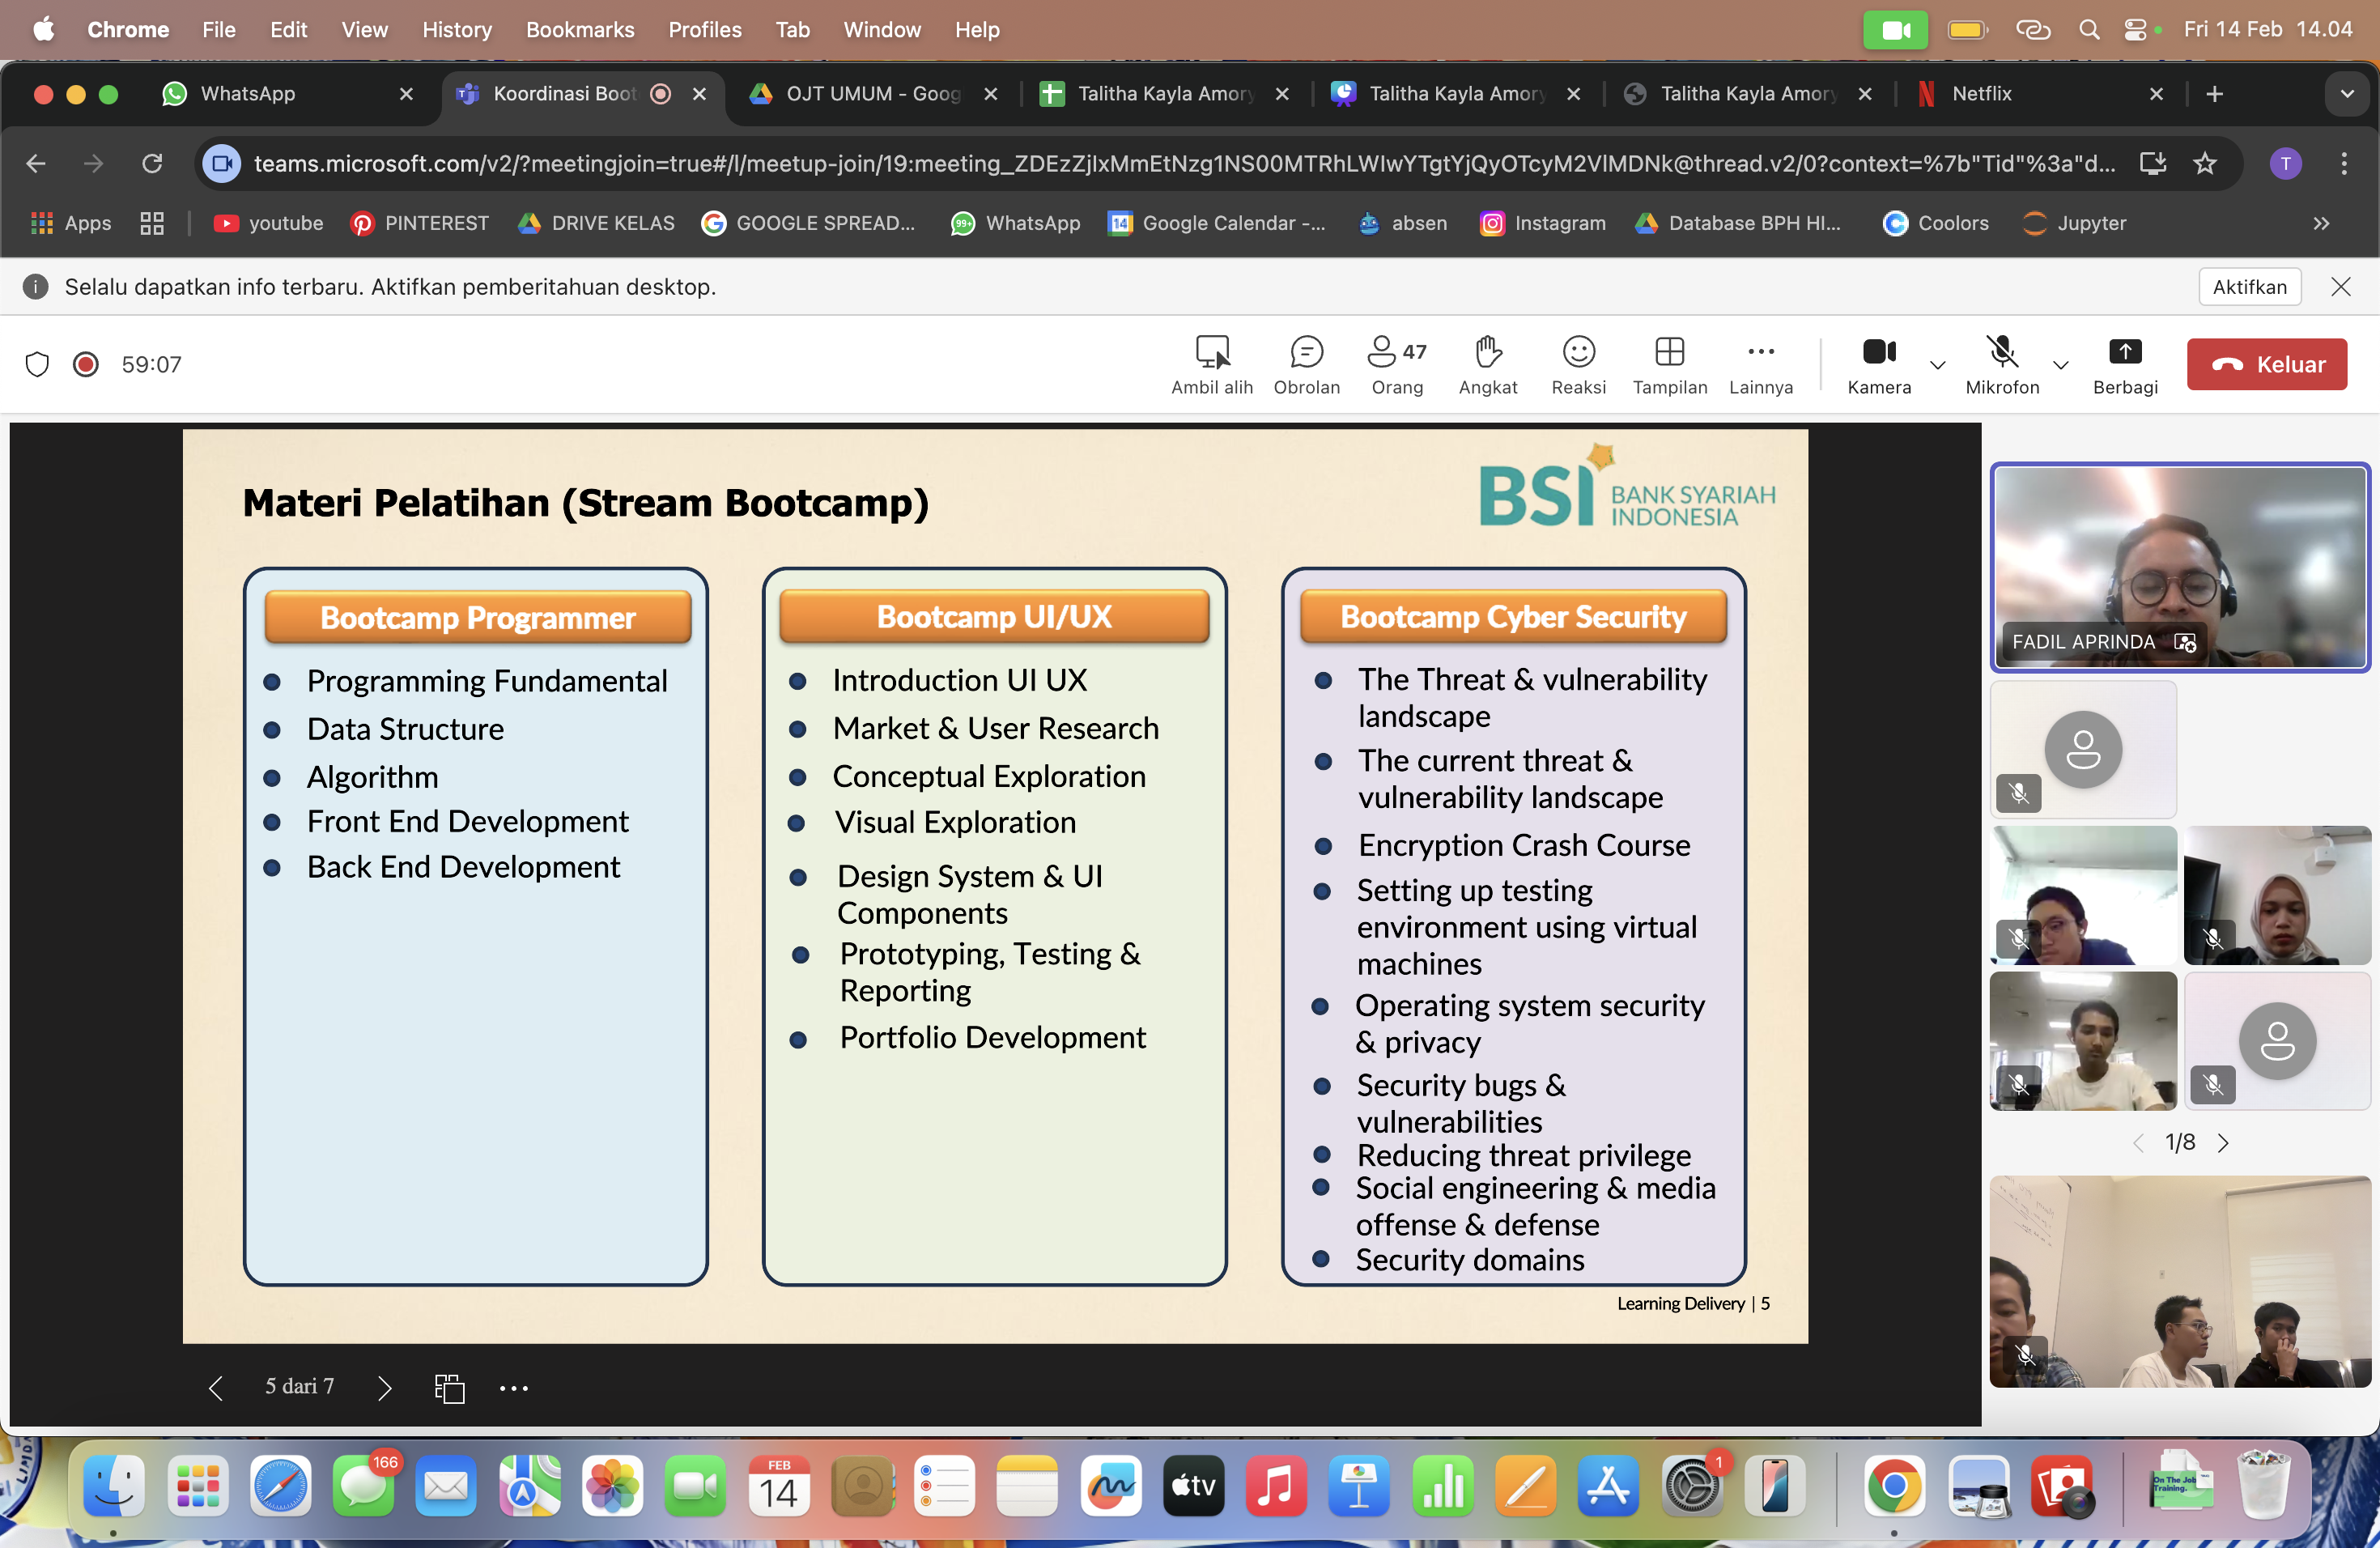 Chrome File Edit View History Bookmarks Profiles Tab Window Help Fri 14 Feb 14.04
WhatsApp Koordinasi Boot OJT UMUM - Goog Talitha Kayla Amory Talitha Kayla Amory Talitha Kayla Amory Netflix
teams.microsoft.com/v2/?meetingjoin=true#/l/meetup-join/19:meeting_ZDEzZjIxMmEtNzg1NS00MTRhLWIwYTgtYjQyOTcyM2VlMDNk@thread.v2/0?context=%7b"Tid"%3a"d... T
Apps youtube PINTEREST DRIVE KELAS GOOGLE SPREAD... 99+ WhatsApp 14 Google Calendar -... absen Instagram Database BPH HI... Coolors Jupyter
Selalu dapatkan info terbaru. Aktifkan pemberitahuan desktop. Aktifkan
59:07 Ambil alih Obrolan 47 Orang Angkat Reaksi Tampilan Lainnya Kamera Mikrofon Berbagi Keluar
Materi Pelatihan (Stream Bootcamp)
BSI BANK SYARIAH
INDONESIA
Bootcamp Programmer
Programming Fundamental
Data Structure
Algorithm
Front End Development
Back End Development
Bootcamp UI/UX
Introduction UI UX
Market & User Research
Conceptual Exploration
Visual Exploration
Design System & UI
Components
Prototyping, Testing &
Reporting
Portfolio Development
Bootcamp Cyber Security
The Threat & vulnerability
landscape
The current threat &
vulnerability landscape
Encryption Crash Course
Setting up testing
environment using virtual
machines
Operating system security
& privacy
Security bugs &
vulnerabilities
Reducing threat privilege
Social engineering & media
offense & defense
Security domains
Learning Delivery | 5
5 dari 7
FADIL APRINDA
1/8
166
FEB
14
tv
1
On The Job
Training.